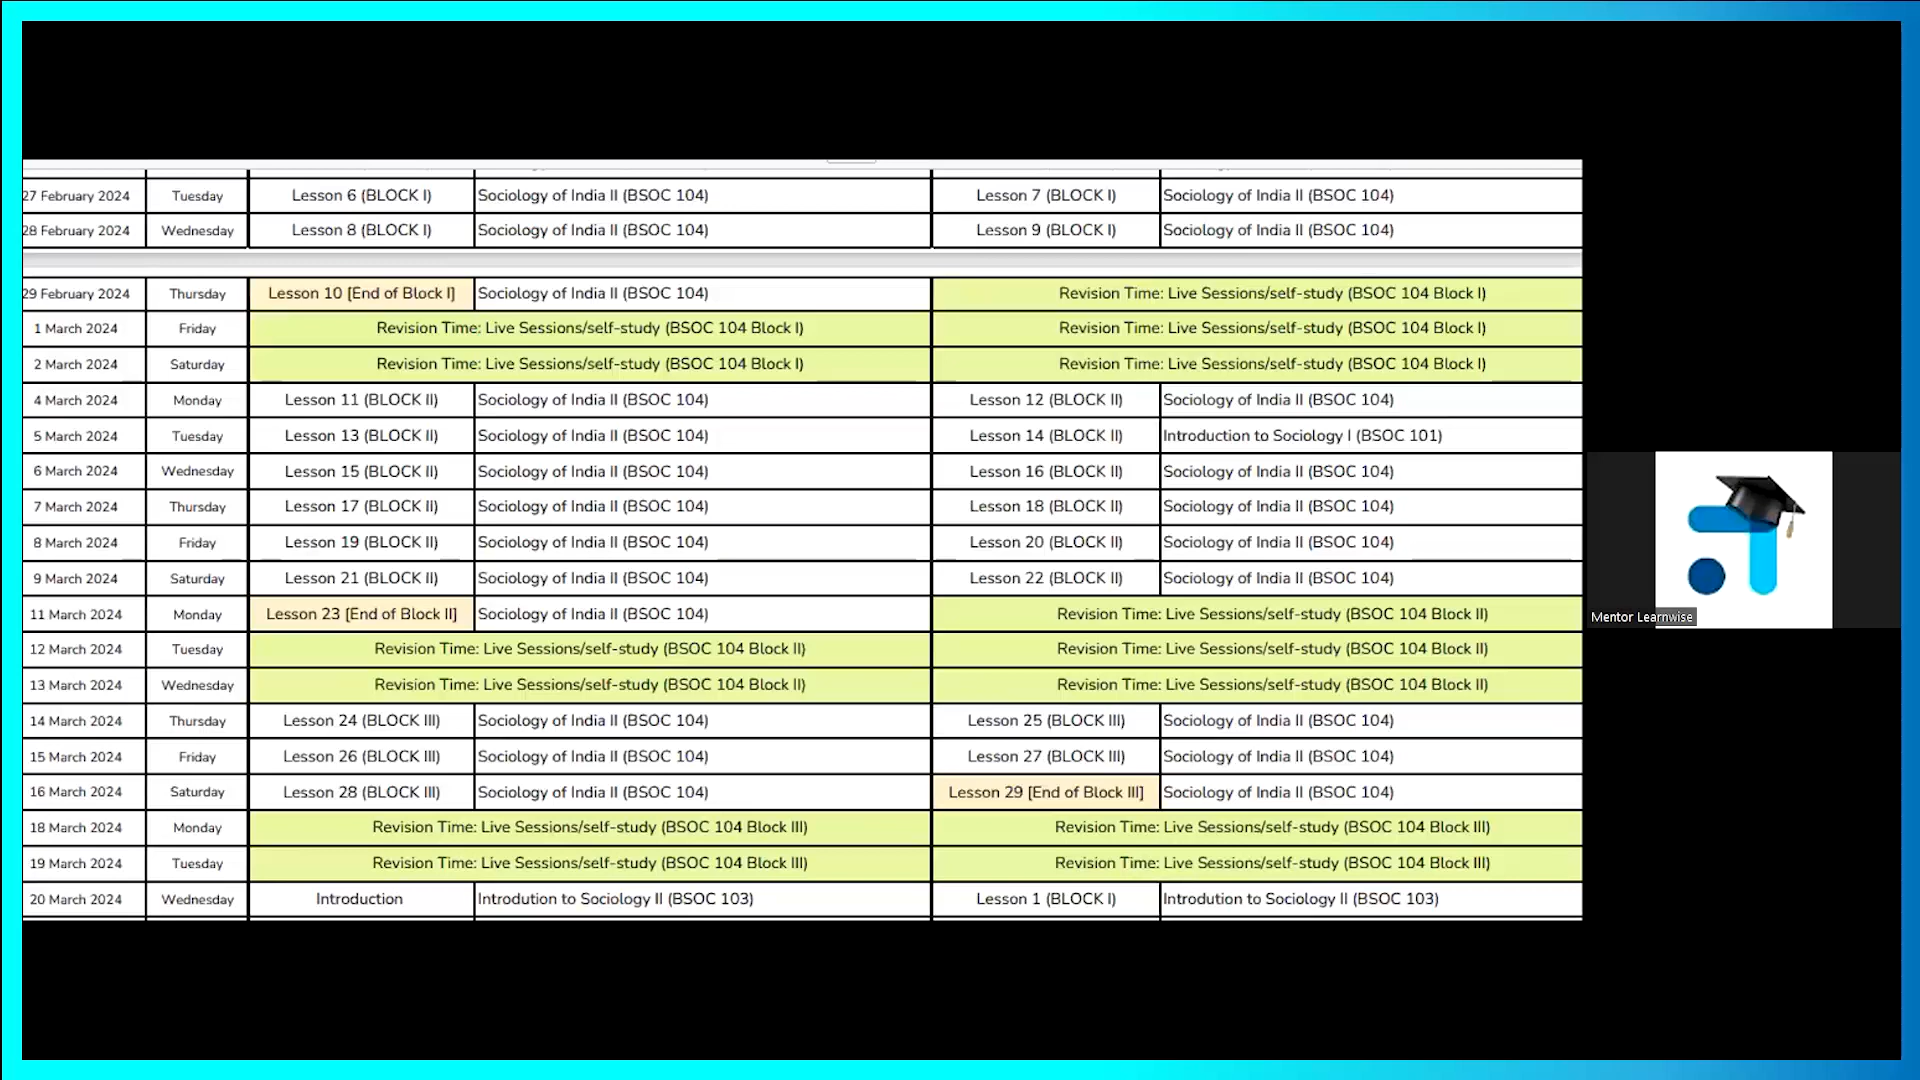 27 February 2024 Tuesday Lesson 6 (BLOCK I) Sociology of India II (BSOC 104) Lesson 7 (BLOCK I) Sociology of India II (BSOC 104)
28 February 2024 Wednesday Lesson 8 (BLOCK I) Sociology of India II (BSOC 104) Lesson 9 (BLOCK I) Sociology of India II (BSOC 104)
29 February 2024 Thursday Lesson 10 [End of Block I] Sociology of India II (BSOC 104) Revision Time: Live Sessions/self-study (BSOC 104 Block I)
1 March 2024 Friday Revision Time: Live Sessions/self-study (BSOC 104 Block I) Revision Time: Live Sessions/self-study (BSOC 104 Block I)
2 March 2024 Saturday Revision Time: Live Sessions/self-study (BSOC 104 Block I) Revision Time: Live Sessions/self-study (BSOC 104 Block I)
4 March 2024 Monday Lesson 11 (BLOCK II) Sociology of India II (BSOC 104) Lesson 12 (BLOCK II) Sociology of India II (BSOC 104)
5 March 2024 Tuesday Lesson 13 (BLOCK II) Sociology of India II (BSOC 104) Lesson 14 (BLOCK II) Introduction to Sociology I (BSOC 101)
6 March 2024 Wednesday Lesson 15 (BLOCK II) Sociology of India II (BSOC 104) Lesson 16 (BLOCK II) Sociology of India II (BSOC 104)
7 March 2024 Thursday Lesson 17 (BLOCK II) Sociology of India II (BSOC 104) Lesson 18 (BLOCK II) Sociology of India II (BSOC 104)
8 March 2024 Friday Lesson 19 (BLOCK II) Sociology of India II (BSOC 104) Lesson 20 (BLOCK II) Sociology of India II (BSOC 104)
9 March 2024 Saturday Lesson 21 (BLOCK II) Sociology of India II (BSOC 104) Lesson 22 (BLOCK II) Sociology of India II (BSOC 104)
11 March 2024 Monday Lesson 23 [End of Block II] Sociology of India II (BSOC 104) Revision Time: Live Sessions/self-study (BSOC 104 Block II)
12 March 2024 Tuesday Revision Time: Live Sessions/self-study (BSOC 104 Block II) Revision Time: Live Sessions/self-study (BSOC 104 Block II)
13 March 2024 Wednesday Revision Time: Live Sessions/self-study (BSOC 104 Block II) Revision Time: Live Sessions/self-study (BSOC 104 Block II)
14 March 2024 Thursday Lesson 24 (BLOCK III) Sociology of India II (BSOC 104) Lesson 25 (BLOCK III) Sociology of India II (BSOC 104)
15 March 2024 Friday Lesson 26 (BLOCK III) Sociology of India II (BSOC 104) Lesson 27 (BLOCK III) Sociology of India II (BSOC 104)
16 March 2024 Saturday Lesson 28 (BLOCK III) Sociology of India II (BSOC 104) Lesson 29 [End of Block III] Sociology of India II (BSOC 104)
18 March 2024 Monday Revision Time: Live Sessions/self-study (BSOC 104 Block III) Revision Time: Live Sessions/self-study (BSOC 104 Block III)
19 March 2024 Tuesday Revision Time: Live Sessions/self-study (BSOC 104 Block III) Revision Time: Live Sessions/self-study (BSOC 104 Block III)
20 March 2024 Wednesday Introduction Introdution to Sociology II (BSOC 103) Lesson 1 (BLOCK I) Introdution to Sociology II (BSOC 103)
Mentor Learnwise